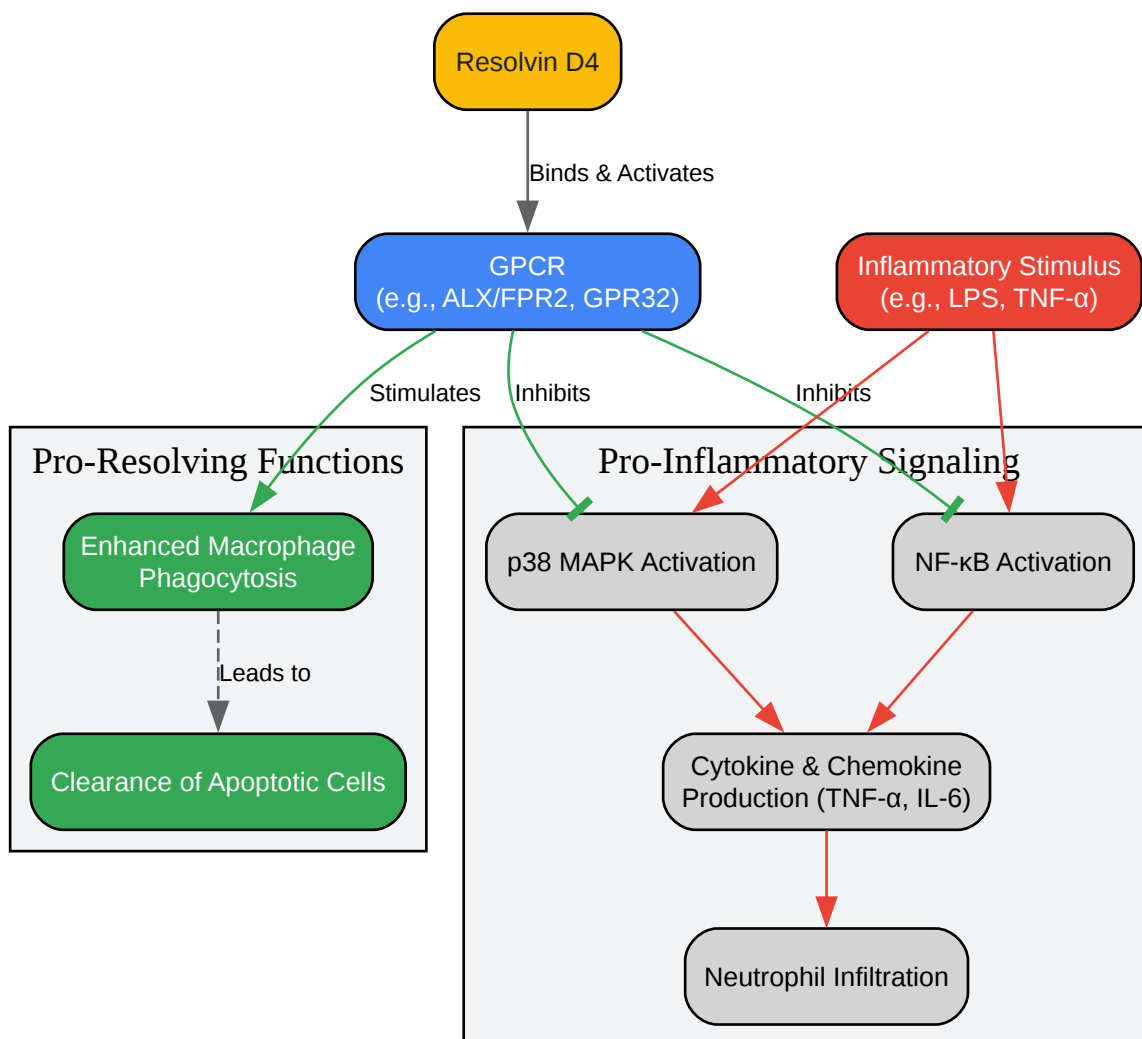 Resolvin D4
Binds & Activates
GPCR
(e.g., ALX/FPR2, GPR32)
Inflammatory Stimulus
(e.g., LPS, TNF-α)
Stimulates
Inhibits
Inhibits
Pro-Resolving Functions
Pro-Inflammatory Signaling
Enhanced Macrophage
Phagocytosis
p38 MAPK Activation
NF-κB Activation
Leads to
Clearance of Apoptotic Cells
Cytokine & Chemokine
Production (TNF-α, IL-6)
Neutrophil Infiltration